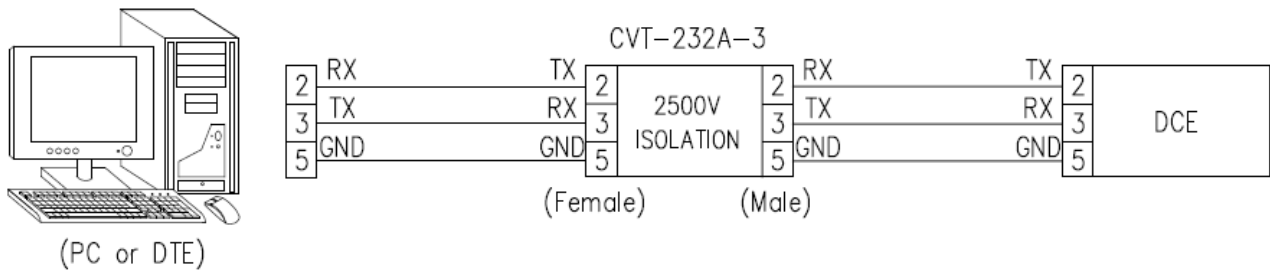 CVT-232A-3
RX TX RX TX
2 2 2 2
TX RX TX RX
3 3 2500V ISOLATION 3 3 DCE
GND GND GND GND
5 5 5 5
(Female) (Male)
(PC or DTE)